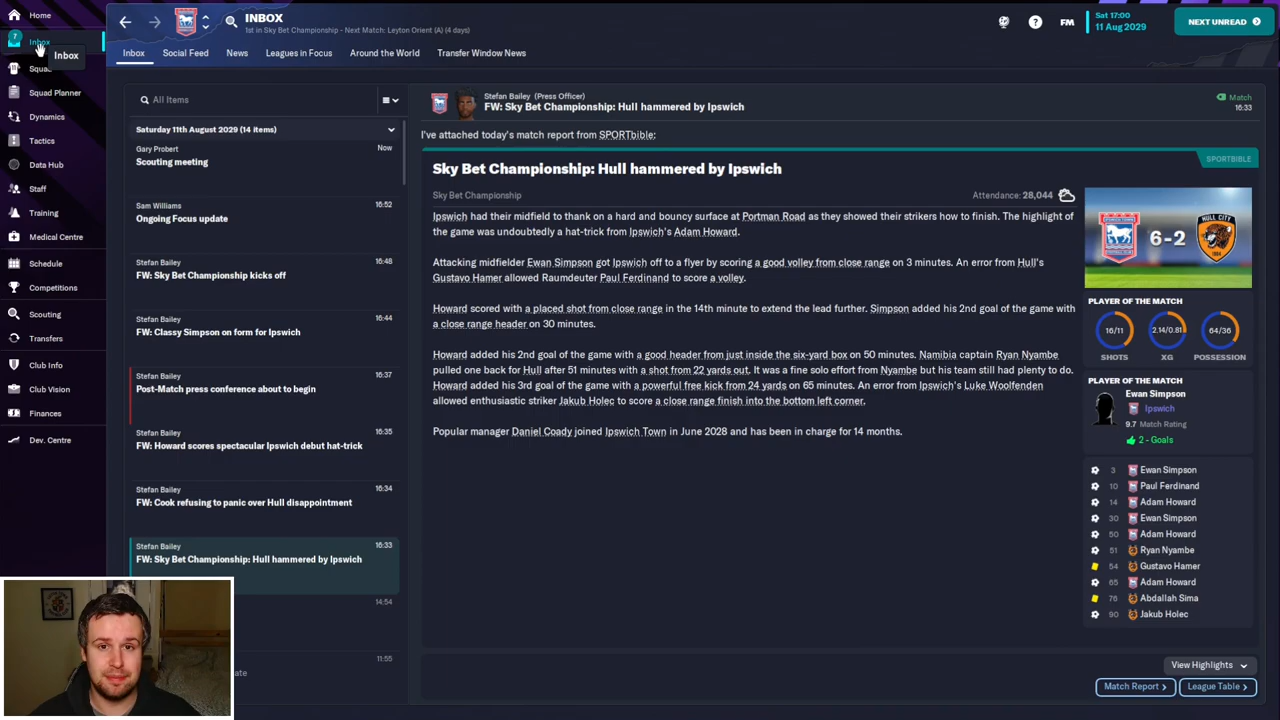 Home
INBOX
1st in Sky Bet Championship - Next Match: Leyton Orient (A) (4 days)
FM
Sat 17:00
11 Aug 2029
NEXT UNREAD
7
Inbox
Inbox
Squad
Squad Planner
Dynamics
Tactics
Data Hub
Staff
Training
Medical Centre
Schedule
Competitions
Scouting
Transfers
Club Info
Club Vision
Finances
Dev. Centre
Inbox
Social Feed
News
Leagues in Focus
Around the World
Transfer Window News
All Items
Saturday 11th August 2029 (14 items)
Gary Probert
Now
Scouting meeting
Sam Williams
16:52
Ongoing Focus update
Stefan Bailey
16:48
FW: Sky Bet Championship kicks off
Stefan Bailey
16:44
FW: Classy Simpson on form for Ipswich
Stefan Bailey
16:37
Post-Match press conference about to begin
Stefan Bailey
16:35
FW: Howard scores spectacular Ipswich debut hat-trick
Stefan Bailey
16:34
FW: Cook refusing to panic over Hull disappointment
Stefan Bailey
16:33
FW: Sky Bet Championship: Hull hammered by Ipswich
14:54
11:55
ate
Stefan Bailey (Press Officer)
FW: Sky Bet Championship: Hull hammered by Ipswich
Match
16:33
I've attached today's match report from SPORTbible:
SPORTBIBLE
Sky Bet Championship: Hull hammered by Ipswich
Sky Bet Championship
Attendance: 28,044
Ipswich had their midfield to thank on a hard and bouncy surface at Portman Road as they showed their strikers how to finish. The highlight of
the game was undoubtedly a hat-trick from Ipswich's Adam Howard.
Attacking midfielder Ewan Simpson got Ipswich off to a flyer by scoring a good volley from close range on 3 minutes. An error from Hull's
Gustavo Hamer allowed Raumdeuter Paul Ferdinand to score a volley.
Howard scored with a placed shot from close range in the 14th minute to extend the lead further. Simpson added his 2nd goal of the game with
a close range header on 30 minutes.
Howard added his 2nd goal of the game with a good header from just inside the six-yard box on 50 minutes. Namibia captain Ryan Nyambe
pulled one back for Hull after 51 minutes with a shot from 22 yards out. It was a fine solo effort from Nyambe but his team still had plenty to do.
Howard added his 3rd goal of the game with a powerful free kick from 24 yards on 65 minutes. An error from Ipswich's Luke Woolfenden
allowed enthusiastic striker Jakub Holec to score a close range finish into the bottom left corner.
Popular manager Daniel Coady joined Ipswich Town in June 2028 and has been in charge for 14 months.
6-2
PLAYER OF THE MATCH
16/11
2.14/0.81
64/36
SHOTS
XG
POSSESSION
PLAYER OF THE MATCH
Ewan Simpson
Ipswich
9.7 Match Rating
2 - Goals
3 Ewan Simpson
10 Paul Ferdinand
14 Adam Howard
30 Ewan Simpson
50 Adam Howard
51 Ryan Nyambe
54 Gustavo Hamer
65 Adam Howard
76 Abdallah Sima
90 Jakub Holec
View Highlights
Match Report
League Table